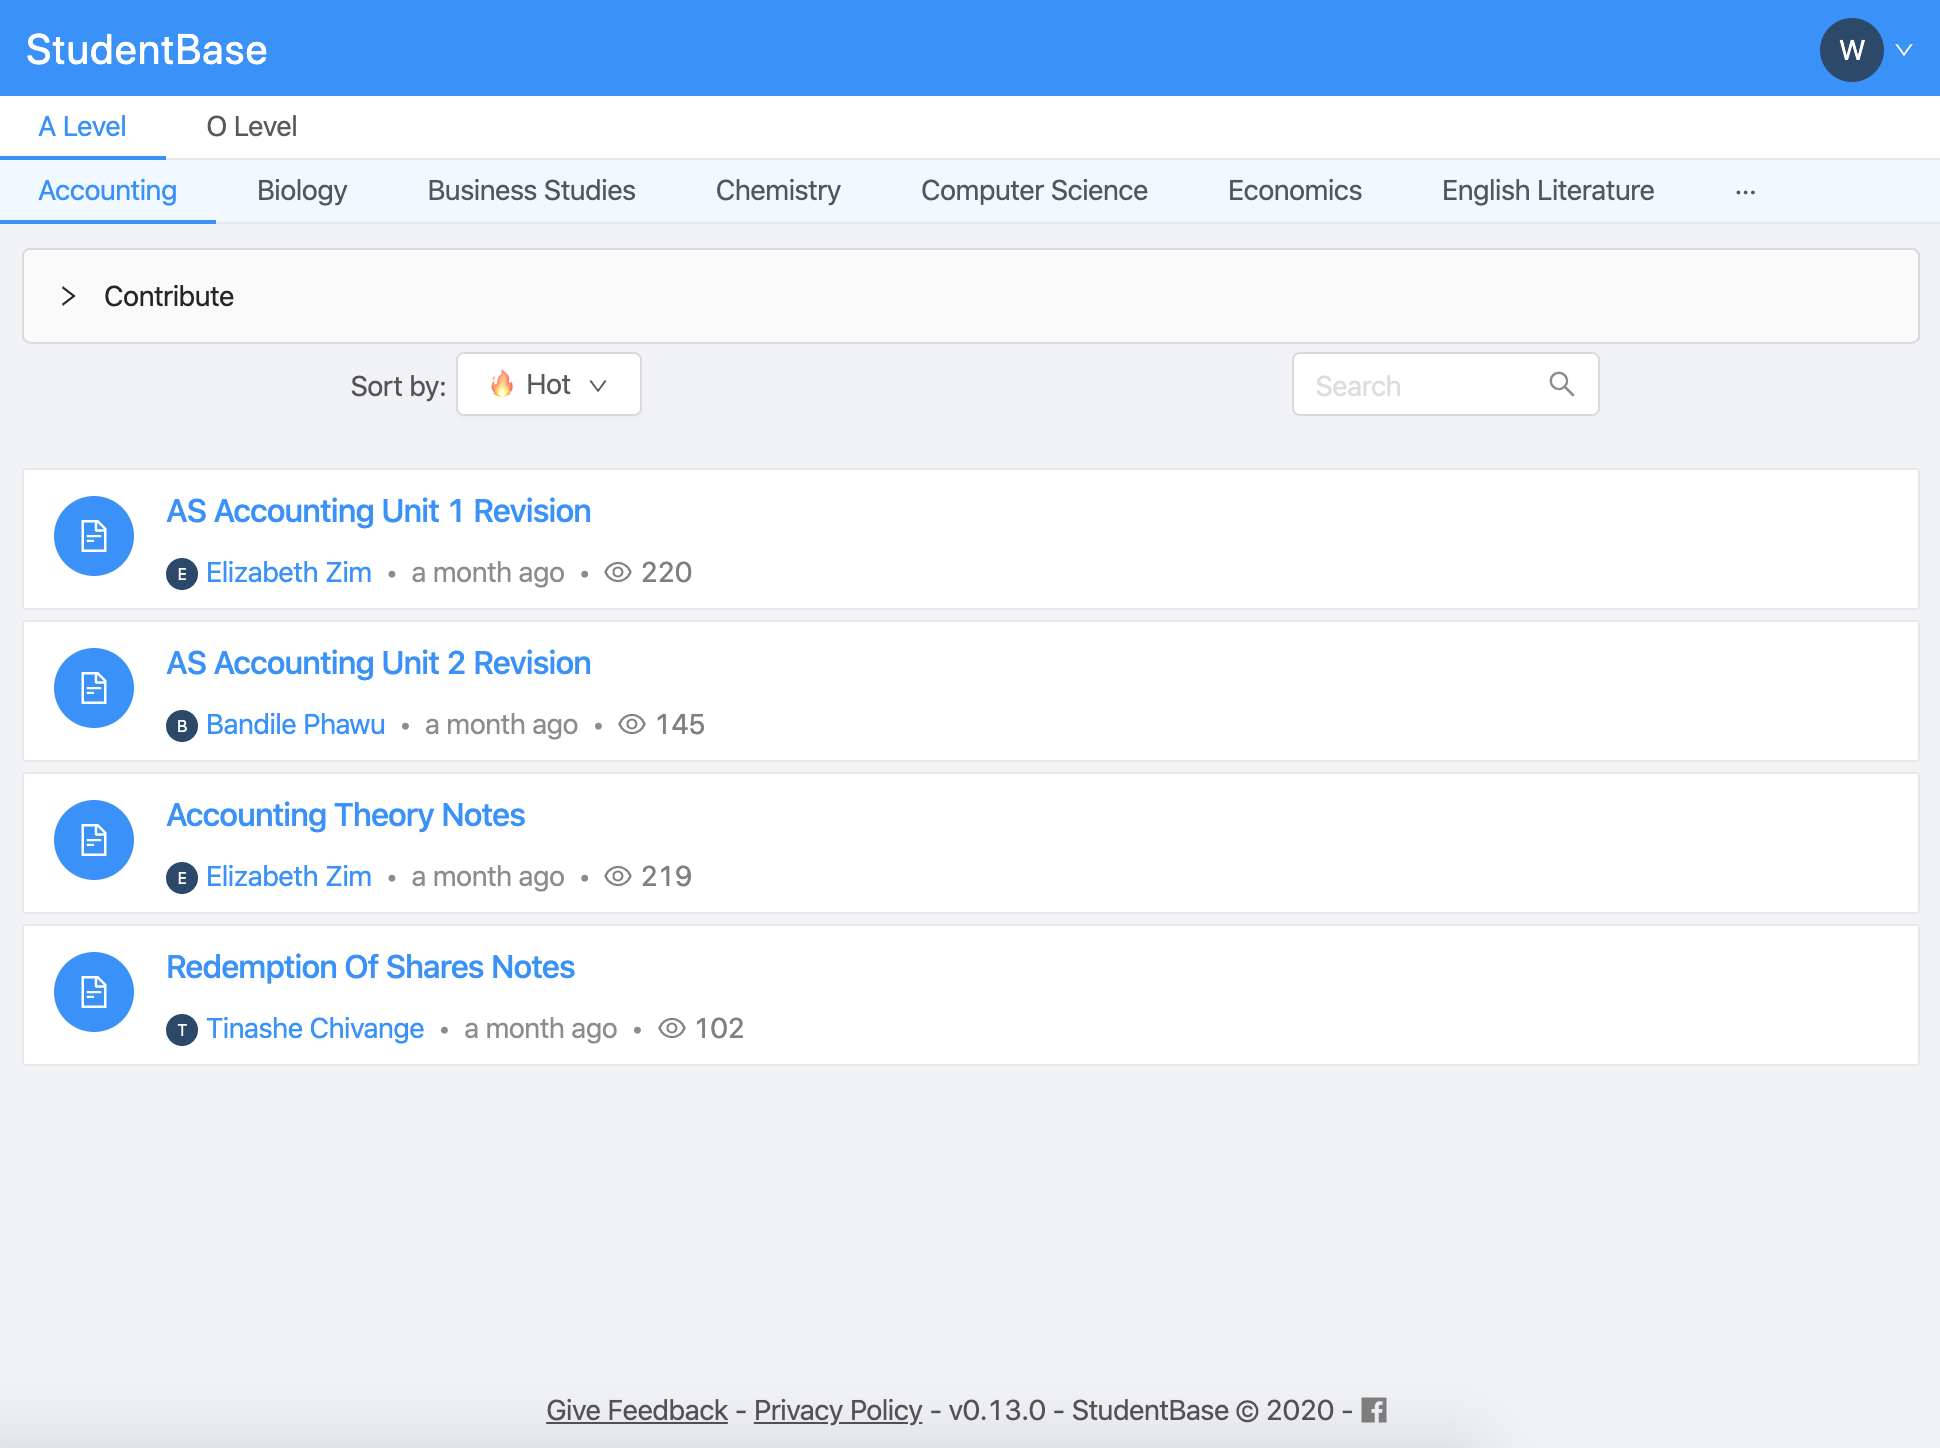 StudentBase
W
A Level O Level
Accounting Biology Business Studies Chemistry Computer Science Economics English Literature ...
Contribute
Sort by: 🔥 Hot
Search
AS Accounting Unit 1 Revision
E Elizabeth Zim • a month ago • 220
AS Accounting Unit 2 Revision
B Bandile Phawu • a month ago • 145
Accounting Theory Notes
E Elizabeth Zim • a month ago • 219
Redemption Of Shares Notes
T Tinashe Chivange • a month ago • 102
Give Feedback - Privacy Policy - v0.13.0 - StudentBase © 2020 -